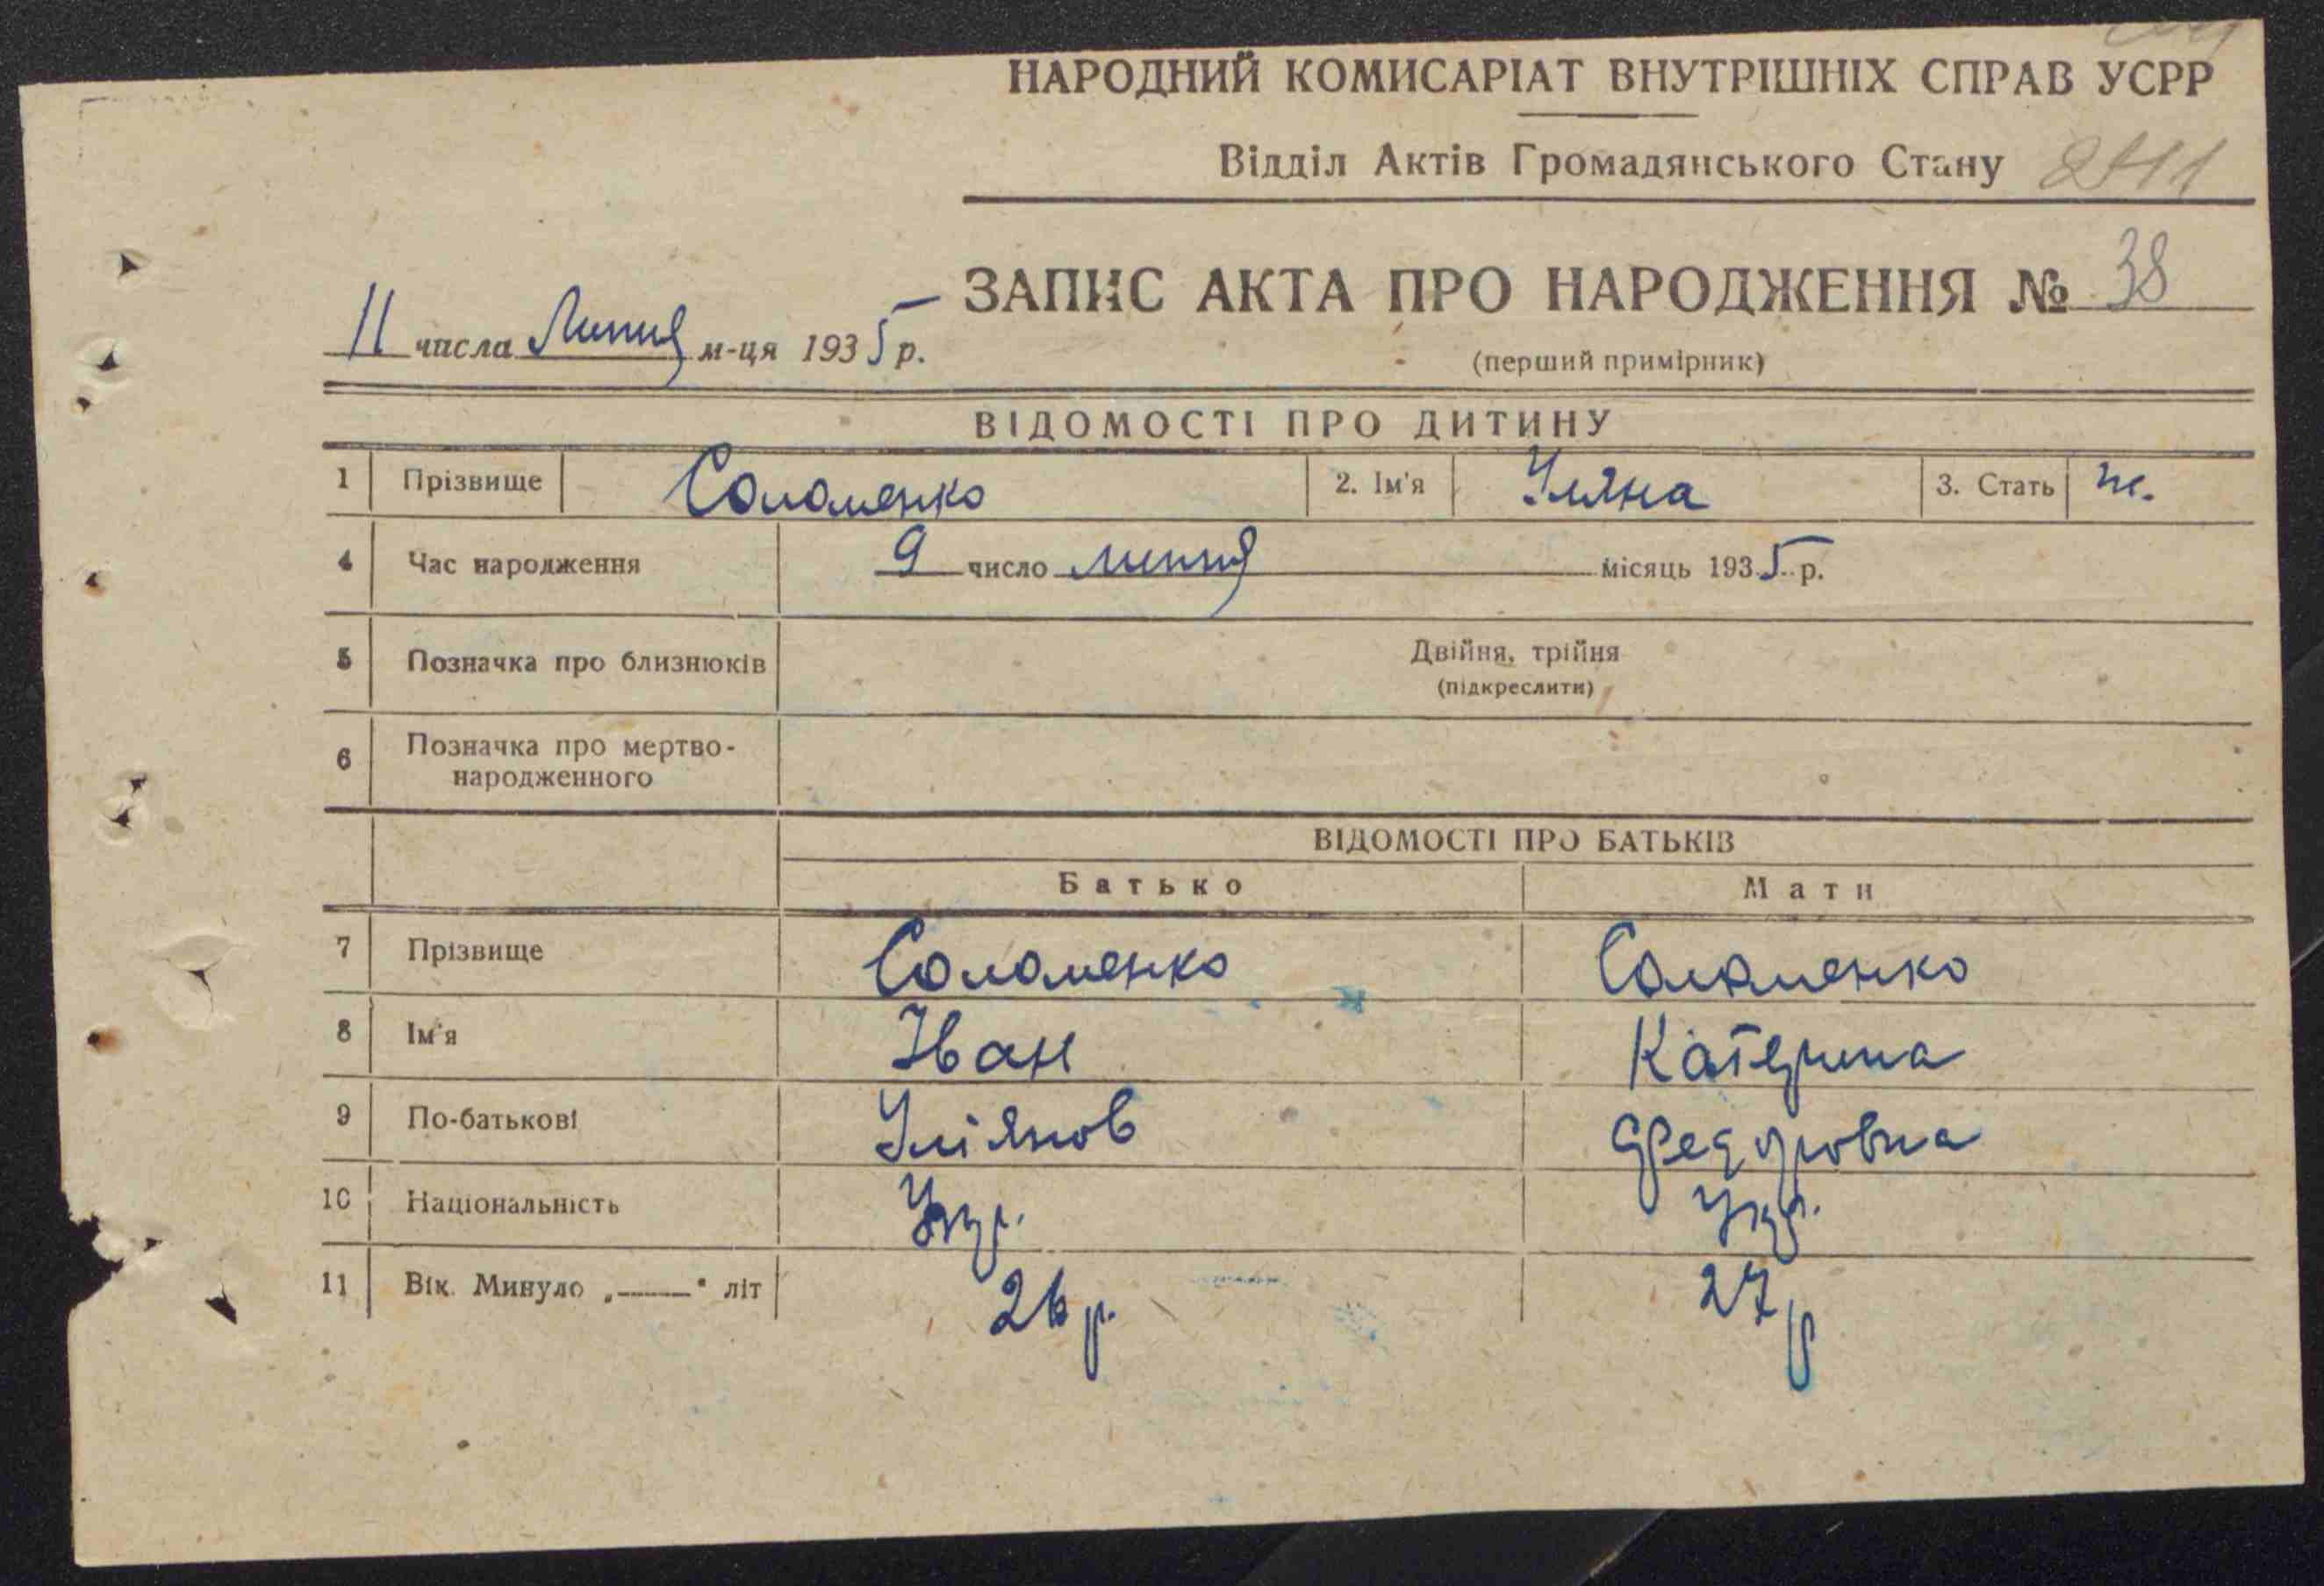 НАРОДНИЙ КОМИСАРІАТ ВНУТРІШНІХ СПРАВ УСРР
Відділ Актів Громадянського Стану
ЗАПИС АКТА ПРО НАРОДЖЕННЯ № 38
11 числа Липня м-ця 1935 р.
(перший примірник)
ВІДОМОСТІ ПРО ДИТИНУ
1 Прізвище Соломенко 2. Ім'я Уляна 3. Стать ж.
4 Час народження 9 число липня місяць 1935 р.
5 Позначка про близнюків Двійня, трійня
(підкреслити)
6 Позначка про мертво-
народженного
ВІДОМОСТІ ПРО БАТЬКІВ
Батько Мати
7 Прізвище Соломенко Соломенко
8 Ім'я Іван Катерина
9 По-батькові Уліянов Федоровна
10 Національність Укр. Укр.
11 Вік. Минуло „——" літ 26 р. 27 р